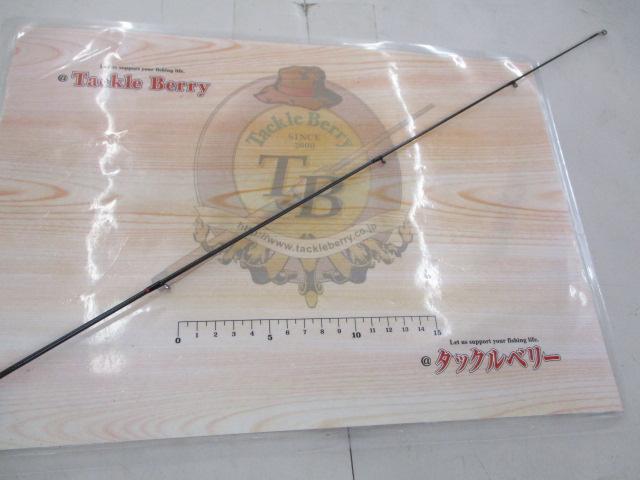 Let us support your fishing life.
@ Tackle Berry
Tackle Berry
SINCE
2000
T&B
http://www.tackleberry.co.jp
0 1 2 3 4 5 6 7 8 9 10 11 12 13 14 15
Let us support your fishing life.
@ タックルベリー